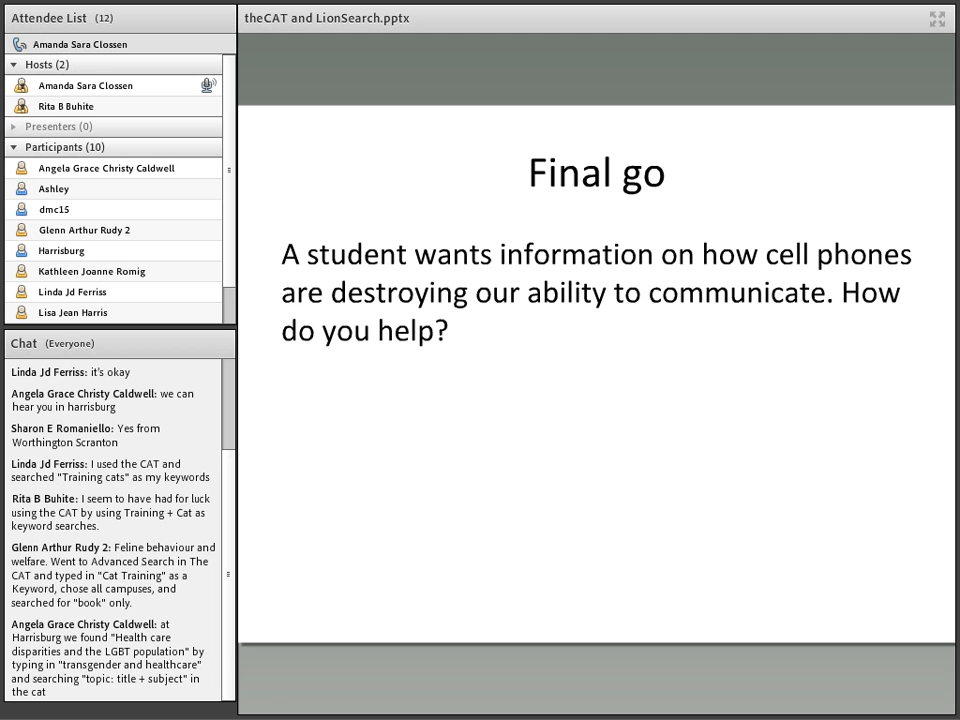 Attendee List (12)
Amanda Sara Clossen
Hosts (2)
Amanda Sara Clossen
Rita B Buhite
Presenters (0)
Participants (10)
Angela Grace Christy Caldwell
Ashley
dmc15
Glenn Arthur Rudy 2
Harrisburg
Kathleen Joanne Romig
Linda Jd Ferriss
Lisa Jean Harris
Chat (Everyone)
Linda Jd Ferriss: it's okay
Angela Grace Christy Caldwell: we can
hear you in harrisburg
Sharon E Romaniello: Yes from
Worthington Scranton
Linda Jd Ferriss: I used the CAT and
searched "Training cats" as my keywords
Rita B Buhite: I seem to have had for luck
using the CAT by using Training + Cat as
keyword searches.
Glenn Arthur Rudy 2: Feline behaviour and
welfare. Went to Advanced Search in The
CAT and typed in "Cat Training" as a
Keyword, chose all campuses, and
searched for "book" only.
Angela Grace Christy Caldwell: at
Harrisburg we found "Health care
disparities and the LGBT population" by
typing in "transgender and healthcare"
and searching "topic: title + subject" in
the cat
theCAT and LionSearch.pptx
Final go
A student wants information on how cell phones
are destroying our ability to communicate. How
do you help?